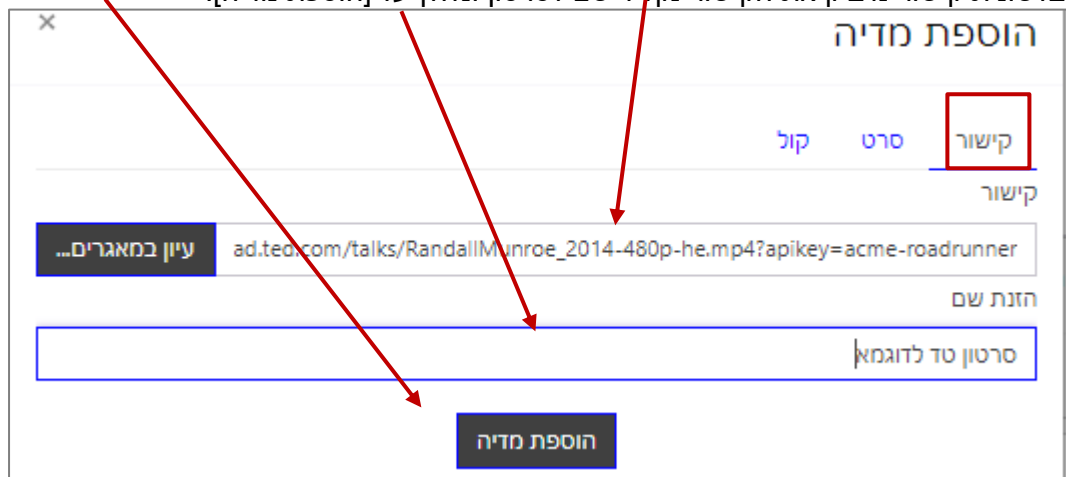 הוספת מדיה
×
קישור סרט קול
קישור
ad.ted.com/talks/RandallMunroe_2014-480p-he.mp4?apikey=acme-roadrunner עיון במאגרים...
הזנת שם
סרטון טד לדוגמא
הוספת מדיה